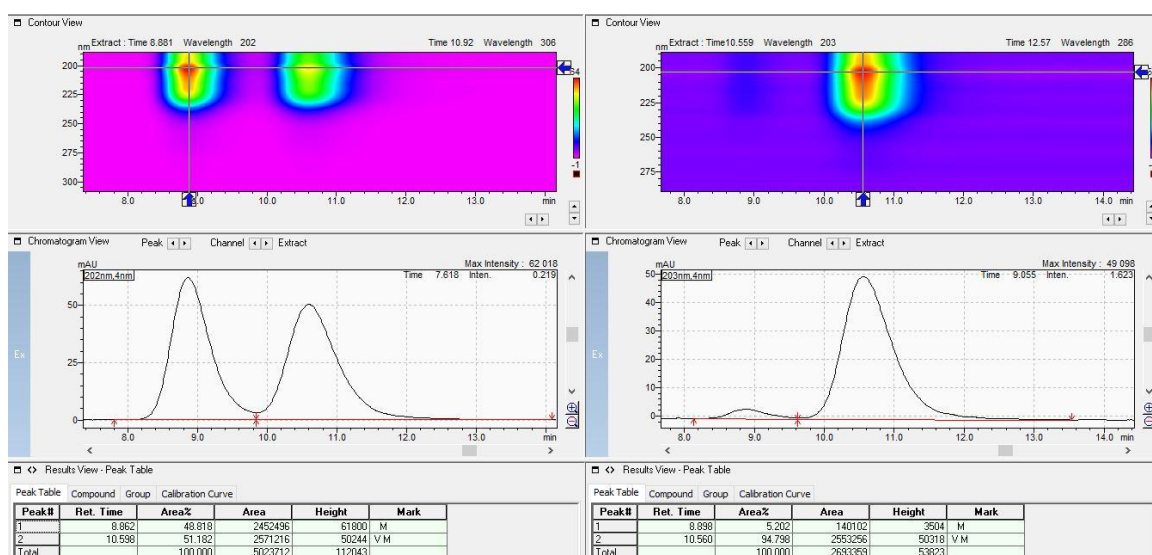 Contour View
nm Extract : Time 8.881 Wavelength 202 Time 10.92 Wavelength 306
200
225
250
275
300
-1
8.0 9.0 10.0 11.0 12.0 13.0 min
Chromatogram View Peak Channel Extract
mAU Max Intensity : 62 018
202nm,4nm Time 7.618 Inten. 0.219
50
25
0
Ex
8.0 9.0 10.0 11.0 12.0 13.0 min
Results View - Peak Table
Peak Table Compound Group Calibration Curve
Peak# Ret. Time Area% Area Height Mark
1 8.862 48.818 2452496 61800 M
2 10.598 51.182 2571216 50244 V M
Total 100.000 5023712 112043
Contour View
nm Extract : Time10.559 Wavelength 203 Time 12.57 Wavelength 286
200
225
250
275
8.0 9.0 10.0 11.0 12.0 13.0 14.0 min
Chromatogram View Peak Channel Extract
mAU Max Intensity : 49 098
203nm,4nm Time 9.055 Inten. 1.623
50
40
30
20
10
0
Ex
8.0 9.0 10.0 11.0 12.0 13.0 14.0 min
Results View - Peak Table
Peak Table Compound Group Calibration Curve
Peak# Ret. Time Area% Area Height Mark
1 8.898 5.202 140102 3504 M
2 10.560 94.798 2553256 50318 V M
Total 100.000 2693359 53823